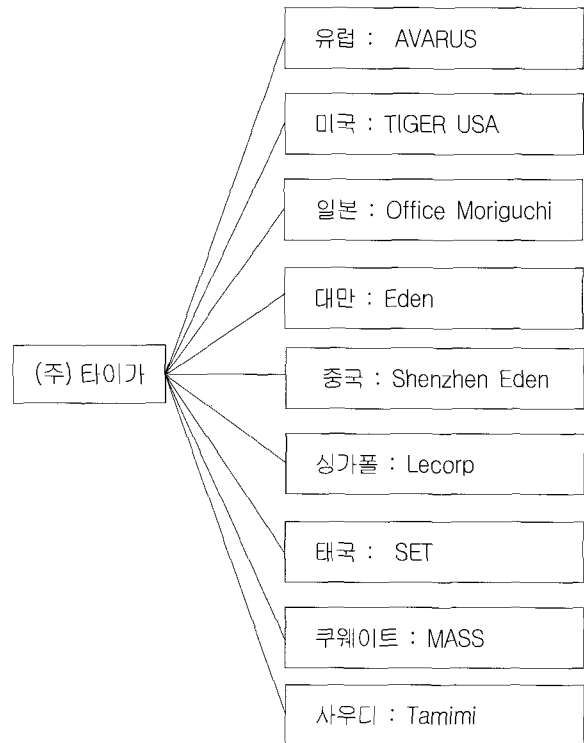 유럽 : AVARUS
미국 : TIGER USA
일본 : Office Moriguchi
대만 : Eden
(주) 타이가
중국 : Shenzhen Eden
싱가폴 : Lecorp
태국 : SET
쿠웨이트 : MASS
사우디 : Tamimi